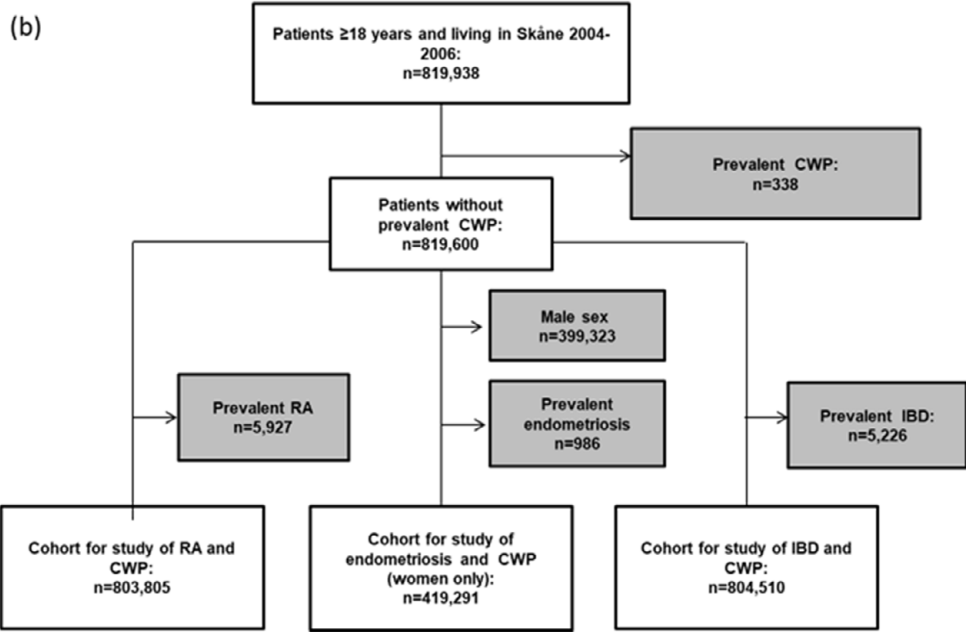 (b)
Patients ≥18 years and living in Skåne 2004-
2006:
n=819,938
Prevalent CWP:
n=338
Patients without
prevalent CWP:
n=819,600
Male sex
n=399,323
Prevalent RA
n=5,927
Prevalent
endometriosis
n=986
Prevalent IBD:
n=5,226
Cohort for study of RA and
CWP:
n=803,805
Cohort for study of
endometriosis and CWP
(women only):
n=419,291
Cohort for study of IBD and
CWP:
n=804,510